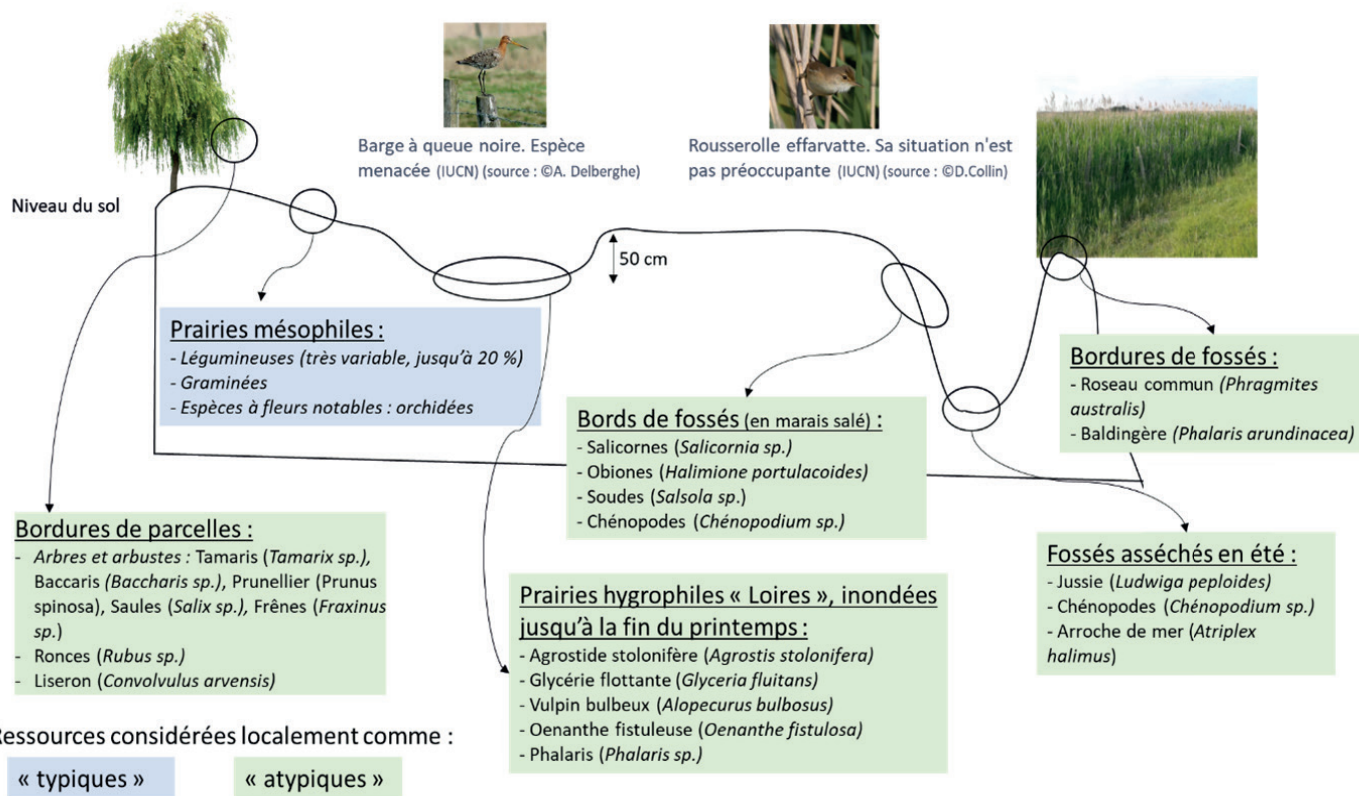 Barge à queue noire. Espèce
menacée (IUCN) (source : ©A. Delberghe)
Rousserolle effarvatte. Sa situation n'est
pas préoccupante (IUCN) (source : ©D.Collin)
Niveau du sol
50 cm
Prairies mésophiles :
- Légumineuses (très variable, jusqu'à 20 %)
- Graminées
- Espèces à fleurs notables : orchidées
Bordures de fossés :
- Roseau commun (Phragmites
australis)
- Baldingère (Phalaris arundinacea)
Bords de fossés (en marais salé) :
- Salicornes (Salicornia sp.)
- Obiones (Halimione portulacoides)
- Soudes (Salsola sp.)
- Chénopodes (Chénopodium sp.)
Bordures de parcelles :
- Arbres et arbustes : Tamaris (Tamarix sp.),
Baccaris (Baccharis sp.), Prunellier (Prunus
spinosa), Saules (Salix sp.), Frênes (Fraxinus
sp.)
- Ronces (Rubus sp.)
- Liseron (Convolvulus arvensis)
Fossés asséchés en été :
- Jussie (Ludwiga peploides)
- Chénopodes (Chénopodium sp.)
- Arroche de mer (Atriplex
halimus)
Prairies hygrophiles « Loires », inondées
jusqu'à la fin du printemps :
- Agrostide stolonifère (Agrostis stolonifera)
- Glycérie flottante (Glyceria fluitans)
- Vulpin bulbeux (Alopecurus bulbosus)
- Oenanthe fistuleuse (Oenanthe fistulosa)
- Phalaris (Phalaris sp.)
Ressources considérées localement comme :
« typiques »
« atypiques »